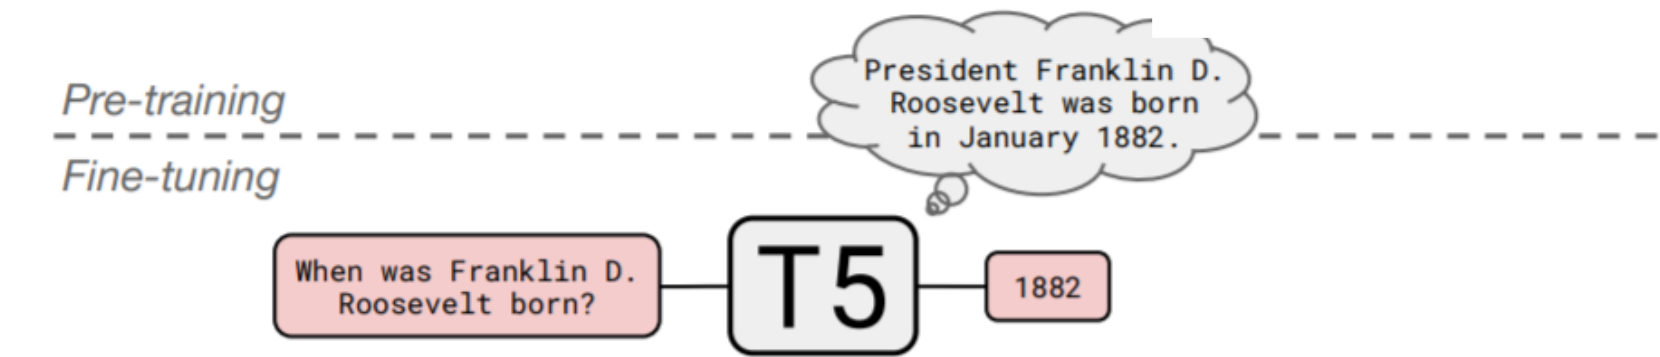 Pre-training
President Franklin D.
Roosevelt was born
in January 1882.
Fine-tuning
When was Franklin D.
Roosevelt born?
T5
1882